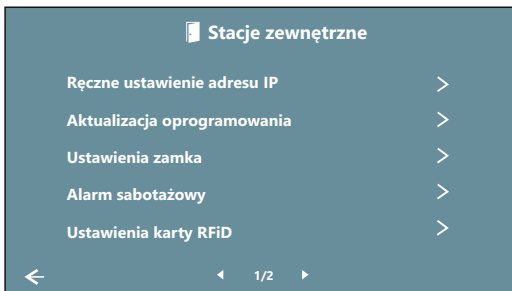 Stacje zewnętrzne
Ręczne ustawienie adresu IP
Aktualizacja oprogramowania
Ustawienia zamka
Alarm sabotażowy
Ustawienia karty RFiD
1/2